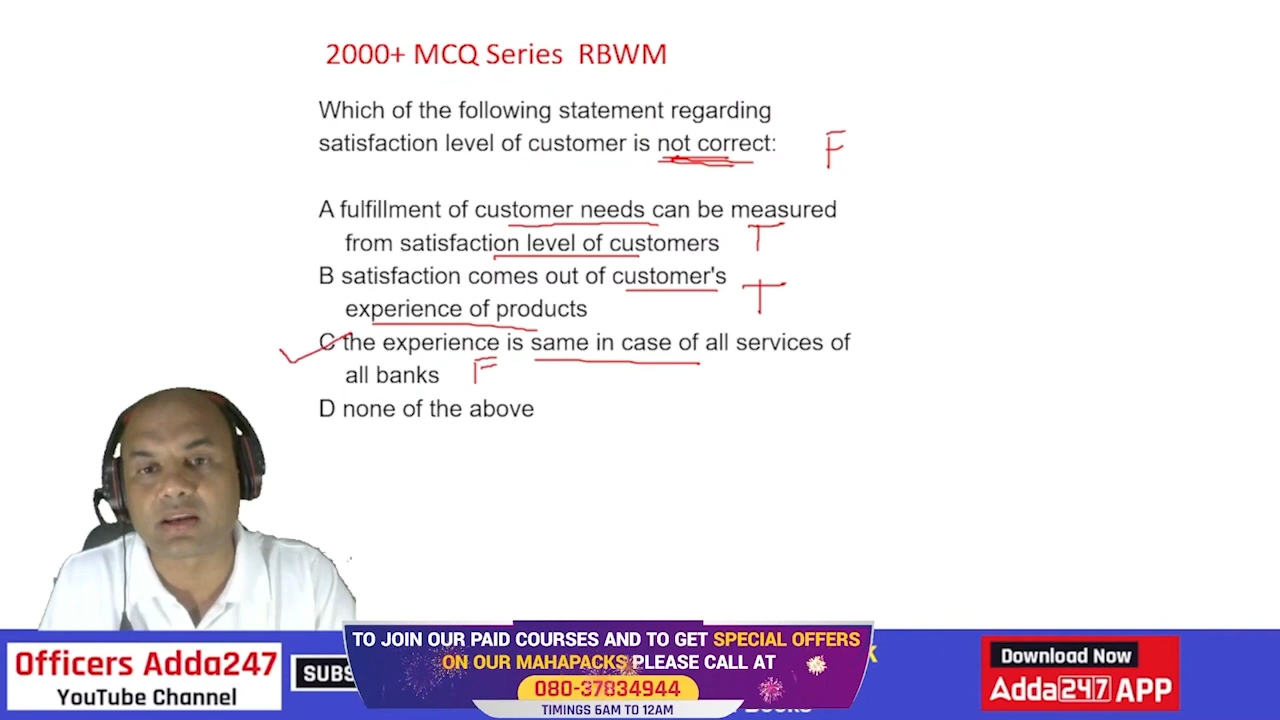 2000+ MCQ Series RBWM
Which of the following statement regarding
satisfaction level of customer is not correct:
F
A fulfillment of customer needs can be measured
from satisfaction level of customers
T
B satisfaction comes out of customer's
experience of products
T
C the experience is same in case of all services of
all banks
F
D none of the above
Officers Adda247
YouTube Channel
SUBS
TO JOIN OUR PAID COURSES AND TO GET SPECIAL OFFERS
ON OUR MAHAPACKS PLEASE CALL AT
080-37834944
TIMINGS 6AM TO 12AM
Download Now
Adda247 APP